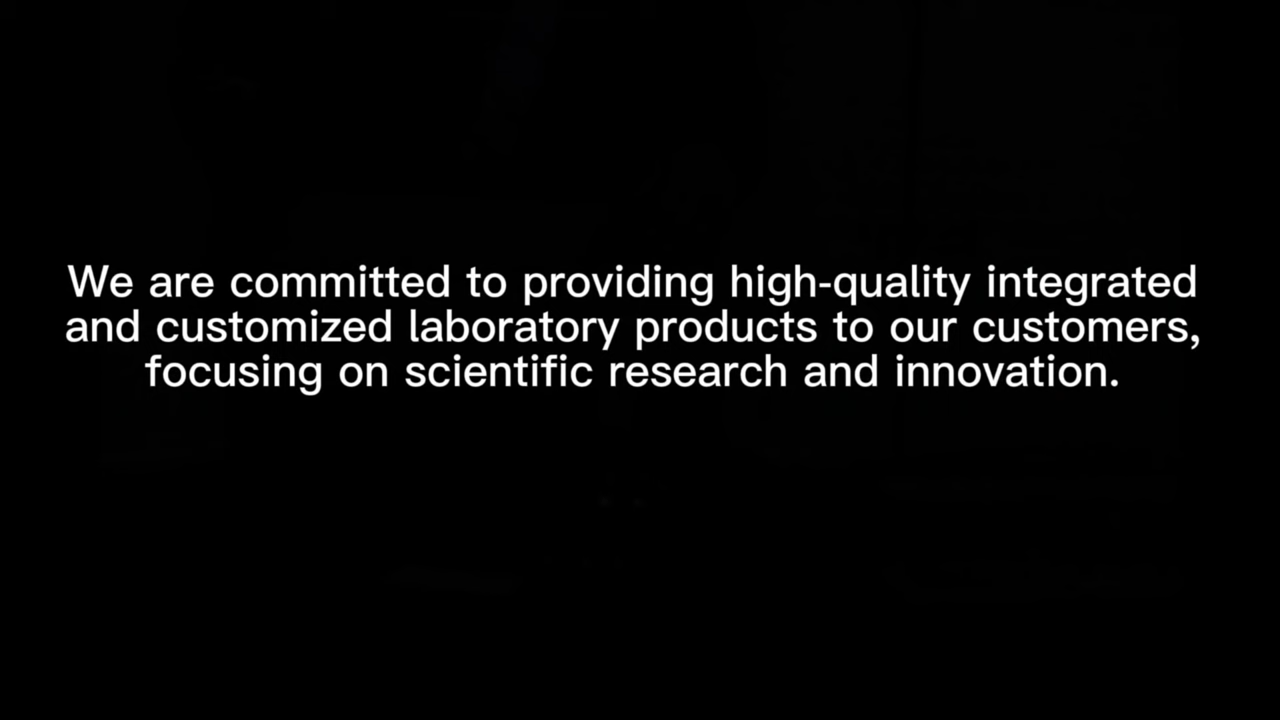 We are committed to providing high-quality integrated
and customized laboratory products to our customers,
focusing on scientific research and innovation.